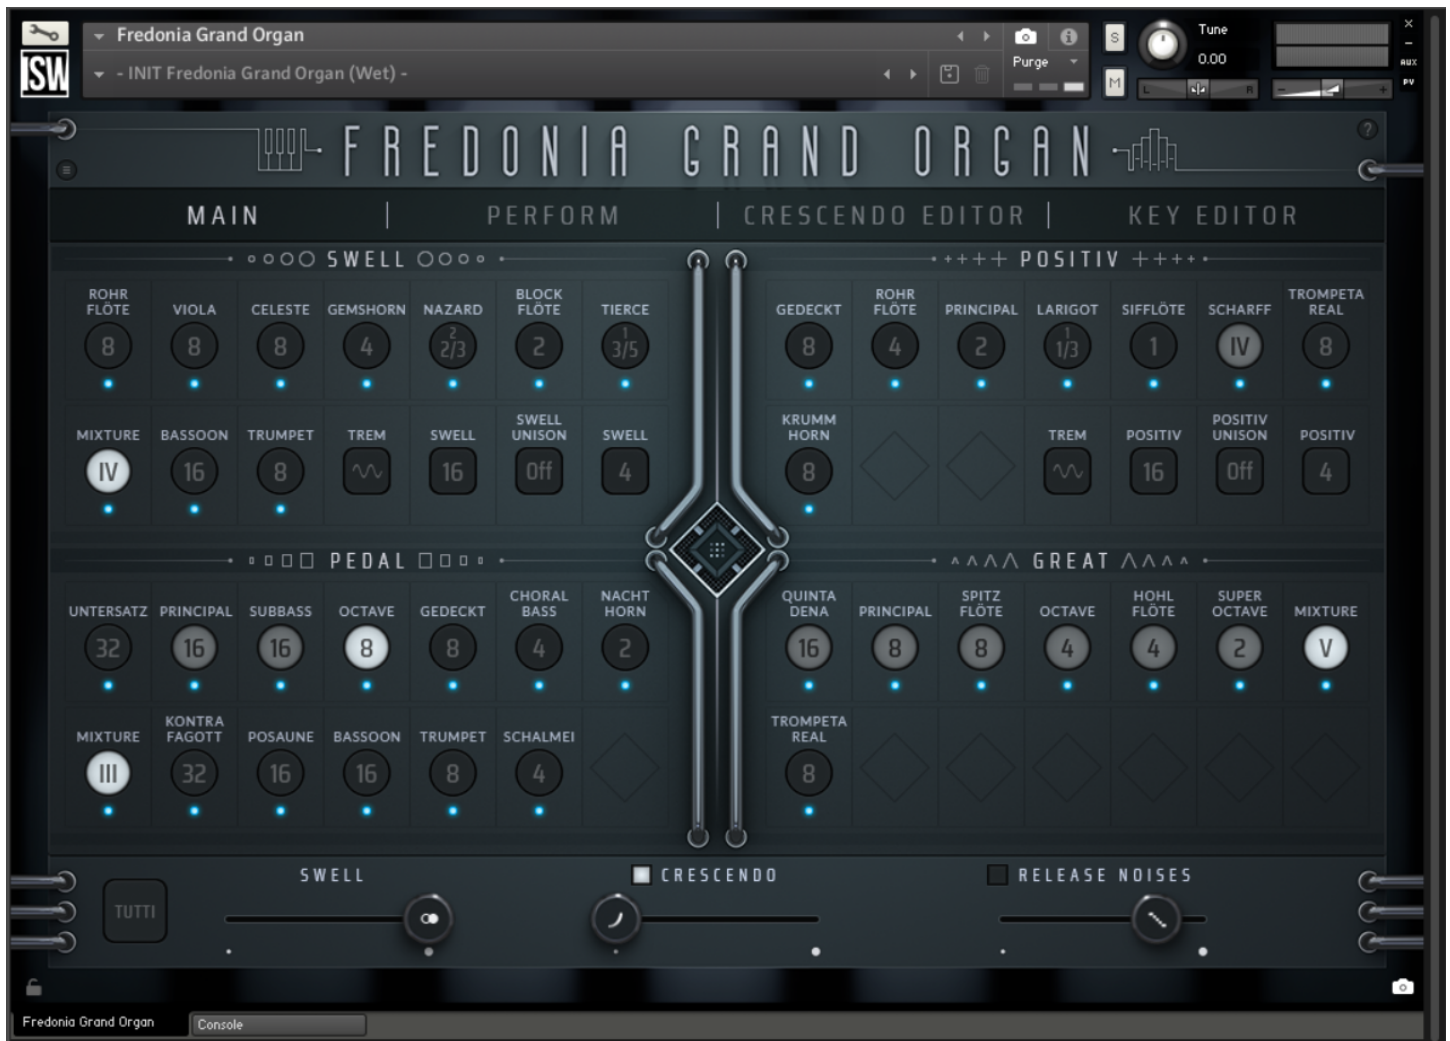 Fredonia Grand Organ
ISW
- INIT Fredonia Grand Organ (Wet) -
Purge
S
M
Tune
0.00
L
R
-
+
×
-
AUX
PV
FREDONIA GRAND ORGAN
?
MAIN
PERFORM
CRESCENDO EDITOR
KEY EDITOR
SWELL
POSITIV
ROHR FLÖTE VIOLA CELESTE GEMSHORN NAZARD BLOCK FLÖTE TIERCE
8 8 8 4 2 2/3 2 1 3/5
GEDECKT ROHR FLÖTE PRINCIPAL LARIGOT SIFFLÖTE SCHARFF TROMPETA REAL
8 4 2 1 1/3 1 IV 8
MIXTURE BASSOON TRUMPET TREM SWELL SWELL UNISON SWELL
IV 16 8 16 Off 4
KRUMM HORN TREM POSITIV POSITIV UNISON POSITIV
8 16 Off 4
PEDAL
GREAT
UNTERSATZ PRINCIPAL SUBBASS OCTAVE GEDECKT CHORAL BASS NACHT HORN
32 16 16 8 8 4 2
QUINTA DENA PRINCIPAL SPITZ FLÖTE OCTAVE HOHL FLÖTE SUPER OCTAVE MIXTURE
16 8 8 4 4 2 V
MIXTURE KONTRA FAGOTT POSAUNE BASSOON TRUMPET SCHALMEI
III 32 16 16 8 4
TROMPETA REAL
8
TUTTI
SWELL
CRESCENDO
RELEASE NOISES
Fredonia Grand Organ
Console